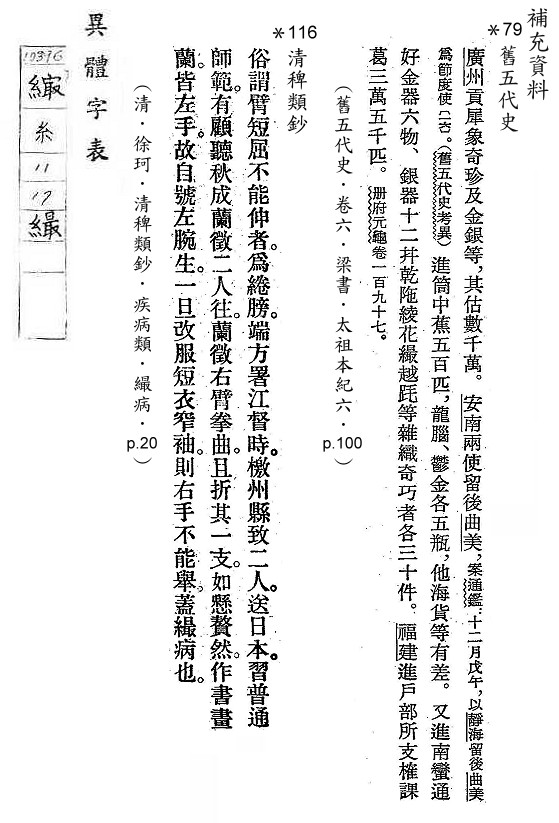 補充資料
*79
舊五代史
廣州貢犀象奇珍及金銀等，其估數千萬。安南兩使留後曲美，案通鑑：十二月戊午，以靜海留後曲美
爲節度使(二五)。（舊五代史考異）進筒中蕉五百匹，龍腦、鬱金各五瓶，他海貨等有差。又進南蠻通
好金器六物、銀器十二并乾陁綾花纈越𣮉等雜織奇巧者各三十件。福建進戶部所支榷課
葛三萬五千匹。册府元龜卷一百九十七。
（舊五代史．卷六．梁書．太祖本紀六．p.100）
*116
清稗類鈔
俗謂臂短屈不能伸者。爲綣膀。端方署江督時。檄州縣致二人。送日本。習普通
師範。有顧聽秋成蘭徵二人往。蘭徵右臂拳曲。且折其一支。如懸贅然。作書畫
蘭皆左手。故自號左腕生。一旦改服短衣窄袖。則右手不能舉。蓋纈病也。
（清．徐珂．清稗類鈔．疾病類．纈病．p.20）
異體字表
10376
糸
11
17